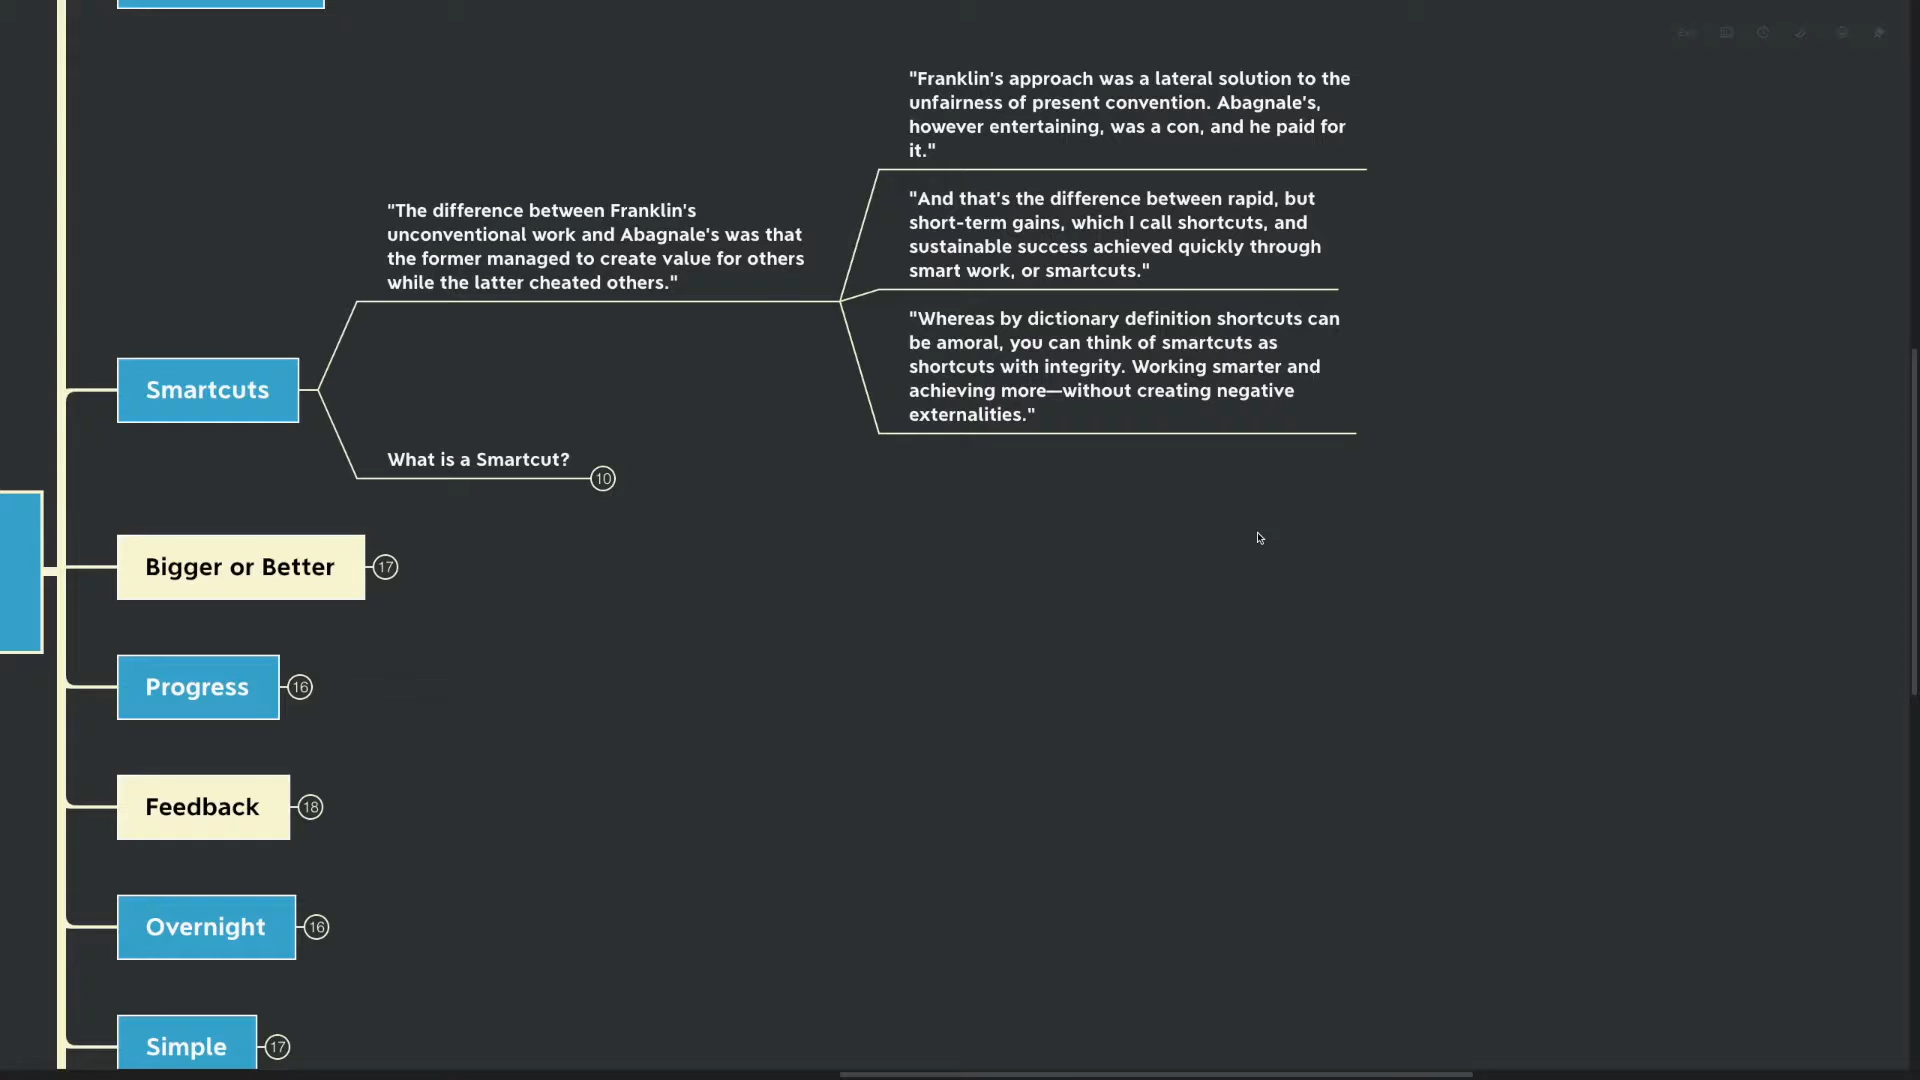 "Franklin's approach was a lateral solution to the
unfairness of present convention. Abagnale's,
however entertaining, was a con, and he paid for
it."
"The difference between Franklin's
unconventional work and Abagnale's was that
the former managed to create value for others
while the latter cheated others."
"And that's the difference between rapid, but
short-term gains, which I call shortcuts, and
sustainable success achieved quickly through
smart work, or smartcuts."
"Whereas by dictionary definition shortcuts can
be amoral, you can think of smartcuts as
shortcuts with integrity. Working smarter and
achieving more—without creating negative
externalities."
Smartcuts
What is a Smartcut?
10
Bigger or Better
17
Progress
16
Feedback
18
Overnight
16
Simple
17